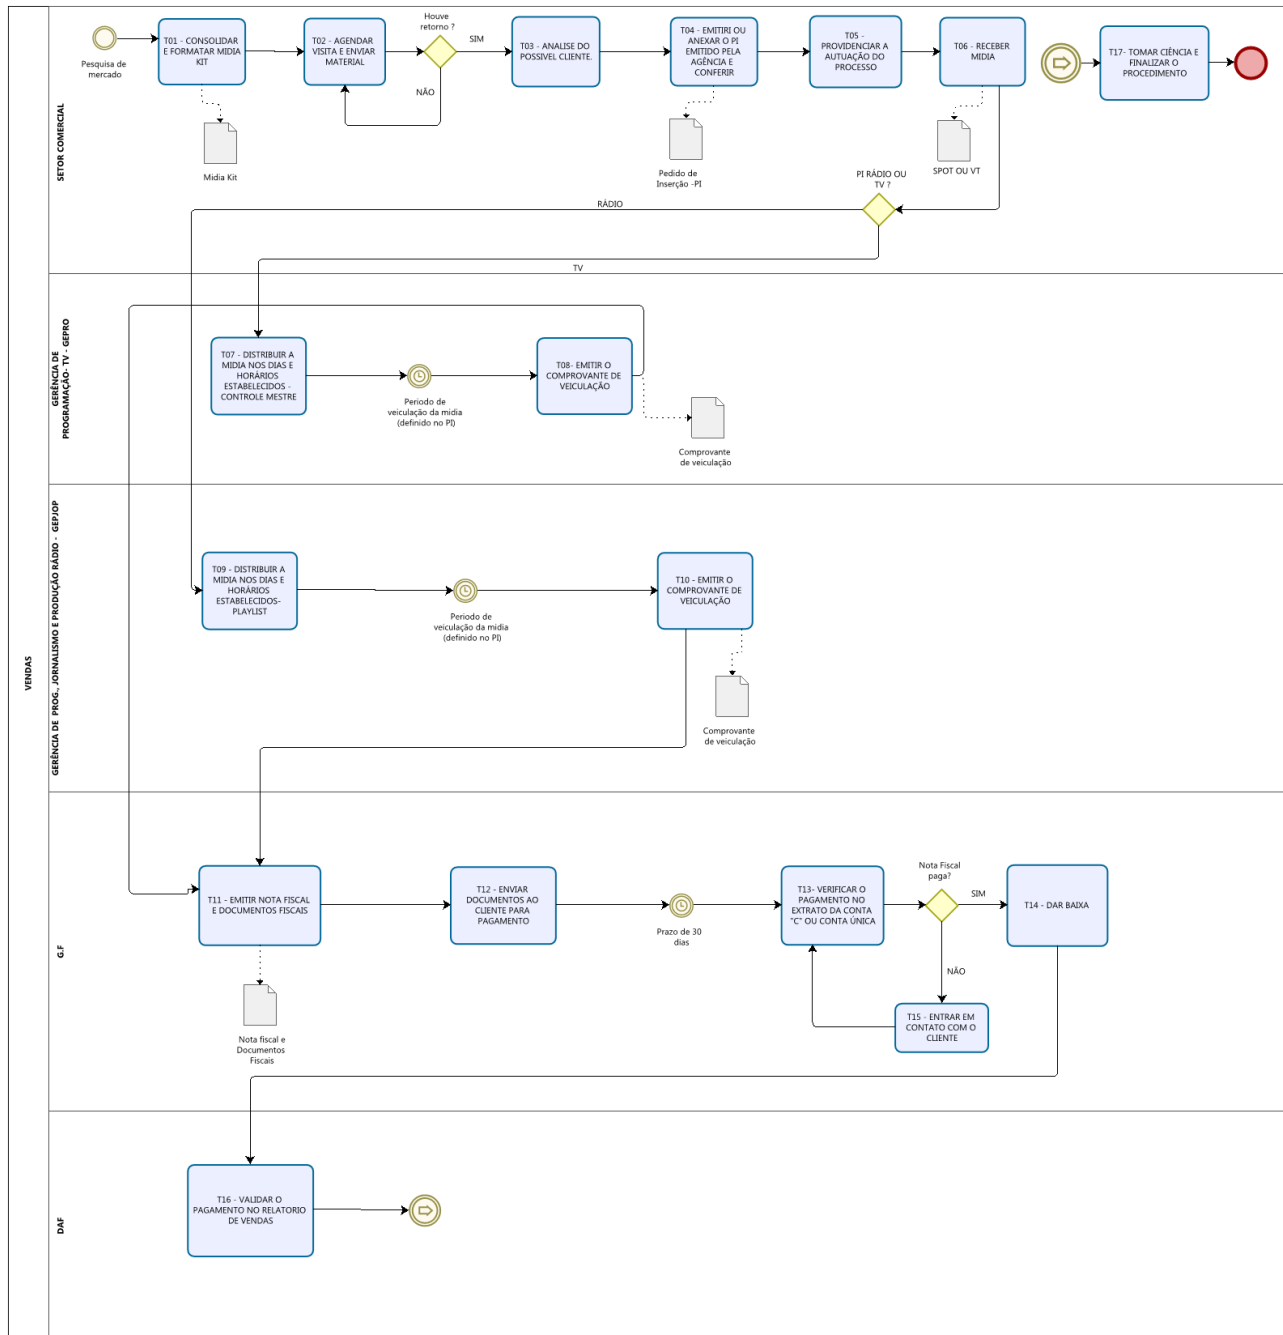 VENDAS
SETOR COMERCIAL
Pesquisa de
mercado
T01 - CONSOLIDAR
E FORMATAR MIDIA
KIT
Midia Kit
T02 - AGENDAR
VISITA E ENVIAR
MATERIAL
Houve
retorno ?
SIM
NÃO
T03 - ANALISE DO
POSSIVEL CLIENTE.
T04 - EMITIRI OU
ANEXAR O PI
EMITIDO PELA
AGÊNCIA E
CONFERIR
Pedido de
Inserção -PI
T05 -
PROVIDENCIAR A
AUTUAÇÃO DO
PROCESSO
T06 - RECEBER
MIDIA
SPOT OU VT
T17- TOMAR CIÊNCIA E
FINALIZAR O
PROCEDIMENTO
PI RÁDIO OU
TV ?
RÁDIO
TV
GERÊNCIA DE
PROGRAMAÇÃO- TV - GEPRO
T07 - DISTRIBUIR A
MIDIA NOS DIAS E
HORÁRIOS
ESTABELECIDOS -
CONTROLE MESTRE
Periodo de
veiculação da midia
(definido no PI)
T08- EMITIR O
COMPROVANTE DE
VEICULAÇÃO
Comprovante
de veiculação
GERÊNCIA DE  PROG., JORNALISMO E PRODUÇÃO RÁDIO -  GEPJOP
T09 - DISTRIBUIR A
MIDIA NOS DIAS E
HORÁRIOS
ESTABELECIDOS-
PLAYLIST
Periodo de
veiculação da midia
(definido no PI)
T10 - EMITIR O
COMPROVANTE DE
VEICULAÇÃO
Comprovante
de veiculação
G.F
T11 - EMITIR NOTA FISCAL
E DOCUMENTOS FISCAIS
Nota fiscal e
Documentos
Fiscais
T12 - ENVIAR
DOCUMENTOS AO
CLIENTE PARA
PAGAMENTO
Prazo de 30
dias
T13- VERIFICAR O
PAGAMENTO NO
EXTRATO DA CONTA
"C" OU CONTA ÚNICA
Nota Fiscal
paga?
SIM
NÃO
T14 - DAR BAIXA
T15 - ENTRAR EM
CONTATO COM O
CLIENTE
DAF
T16 - VALIDAR O
PAGAMENTO NO RELATORIO
DE VENDAS